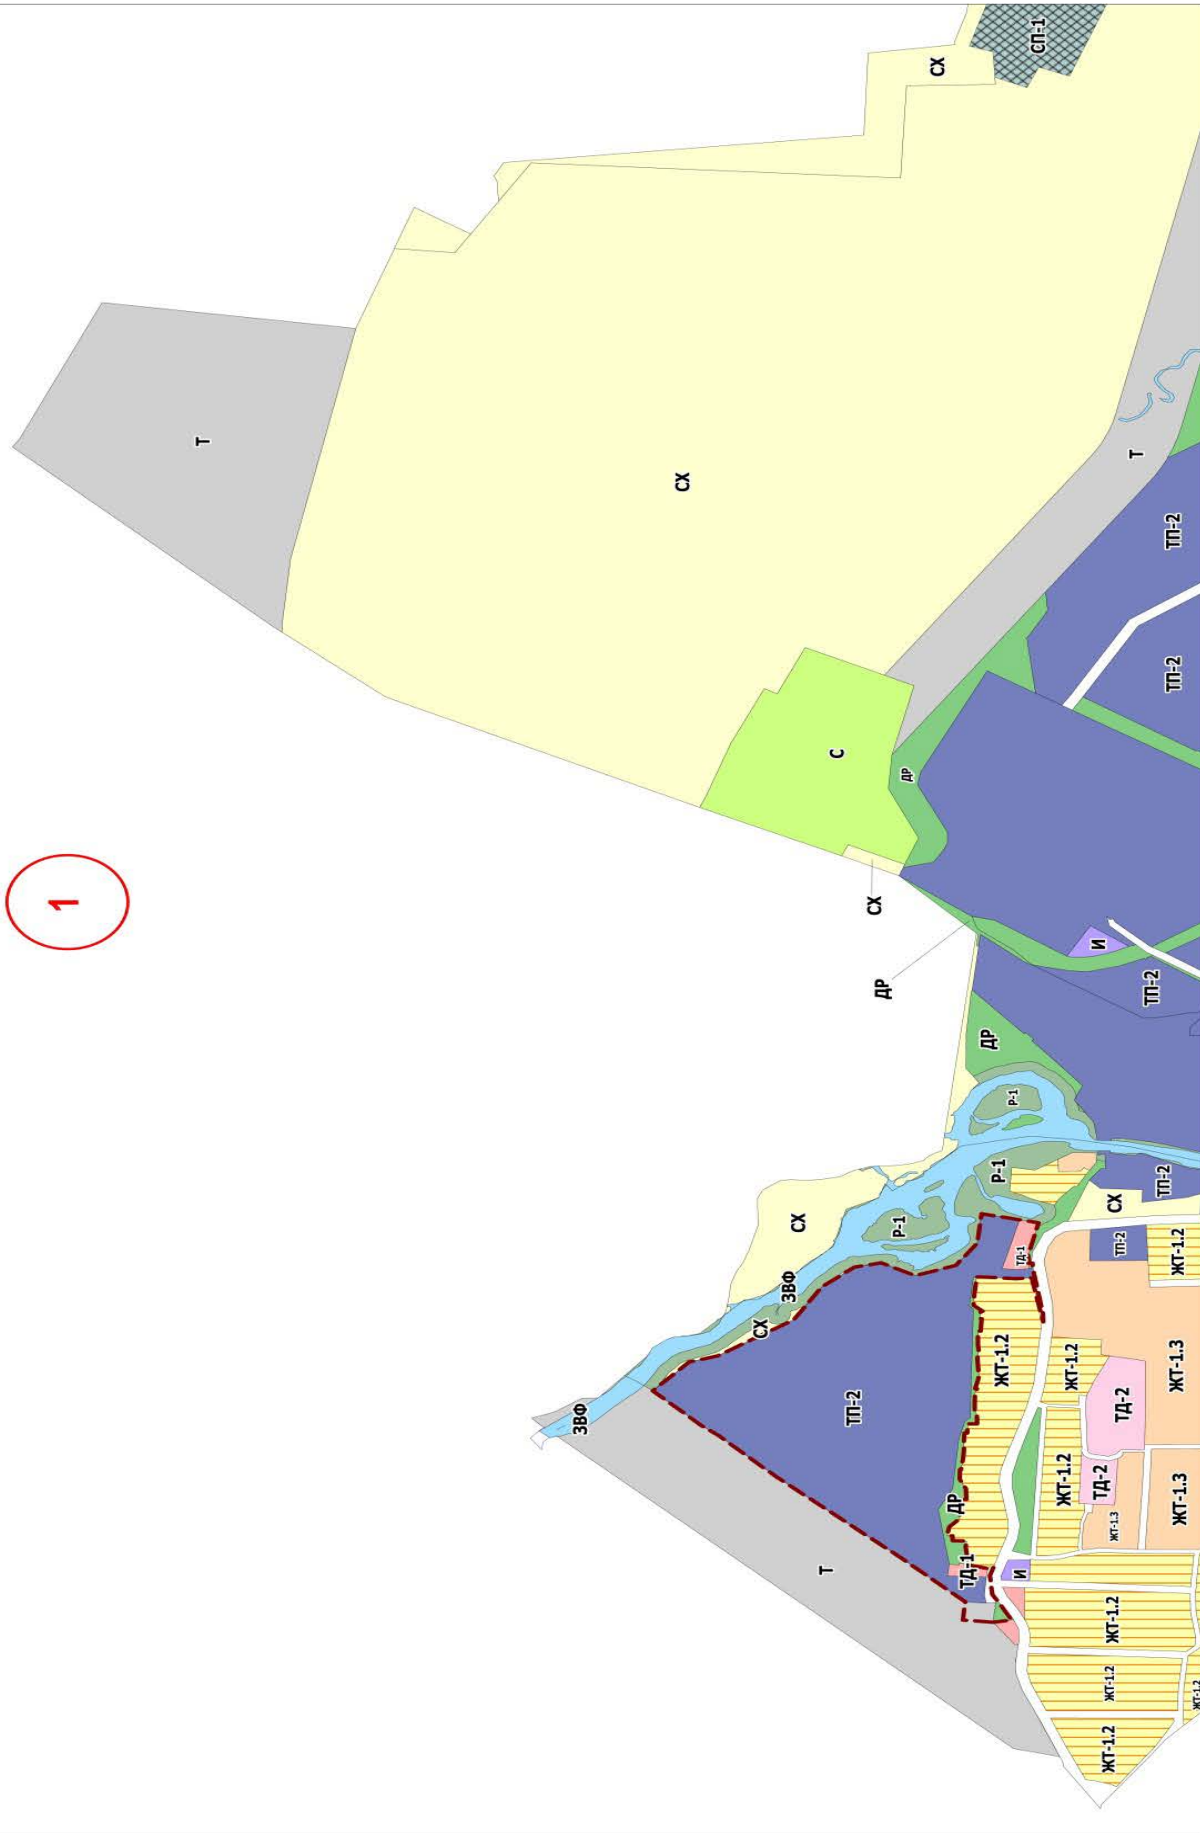 1
СП-1
СХ
Т
СХ
Т
ТП-2
ТП-2
С
ДР
СХ
И
ДР
ТП-2
ДР
Р-1
Р-1
ТП-2
СХ
СХ
Р-1
ТД-1
ТП-2
ЖТ-1.2
ЗВФ
СХ
ЖТ-1.2
ЖТ-1.2
ЖТ-1.3
ТП-2
ТД-2
ЗВФ
ЖТ-1.2
ТД-2
ДР
ЖТ-1.3
ЖТ-1.3
Т
ТД-1
И
ЖТ-1.2
ЖТ-1.2
ЖТ-1.2
ЖТ-1.2